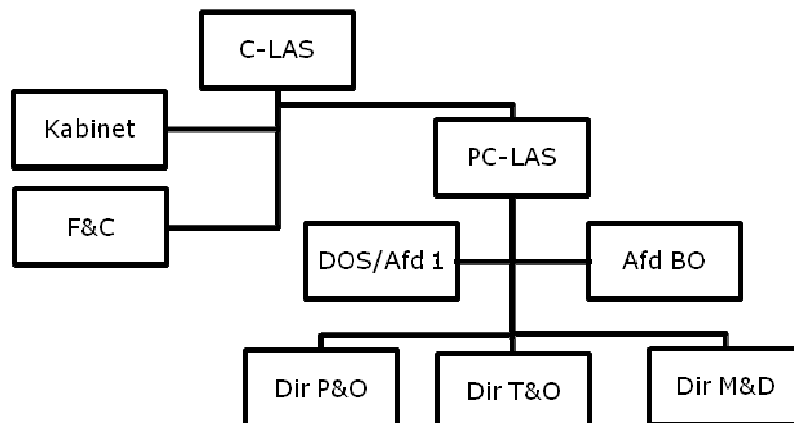 C-LAS
Kabinet
PC-LAS
F&C
DOS/Afd 1
Afd BO
Dir P&O
Dir T&O
Dir M&D